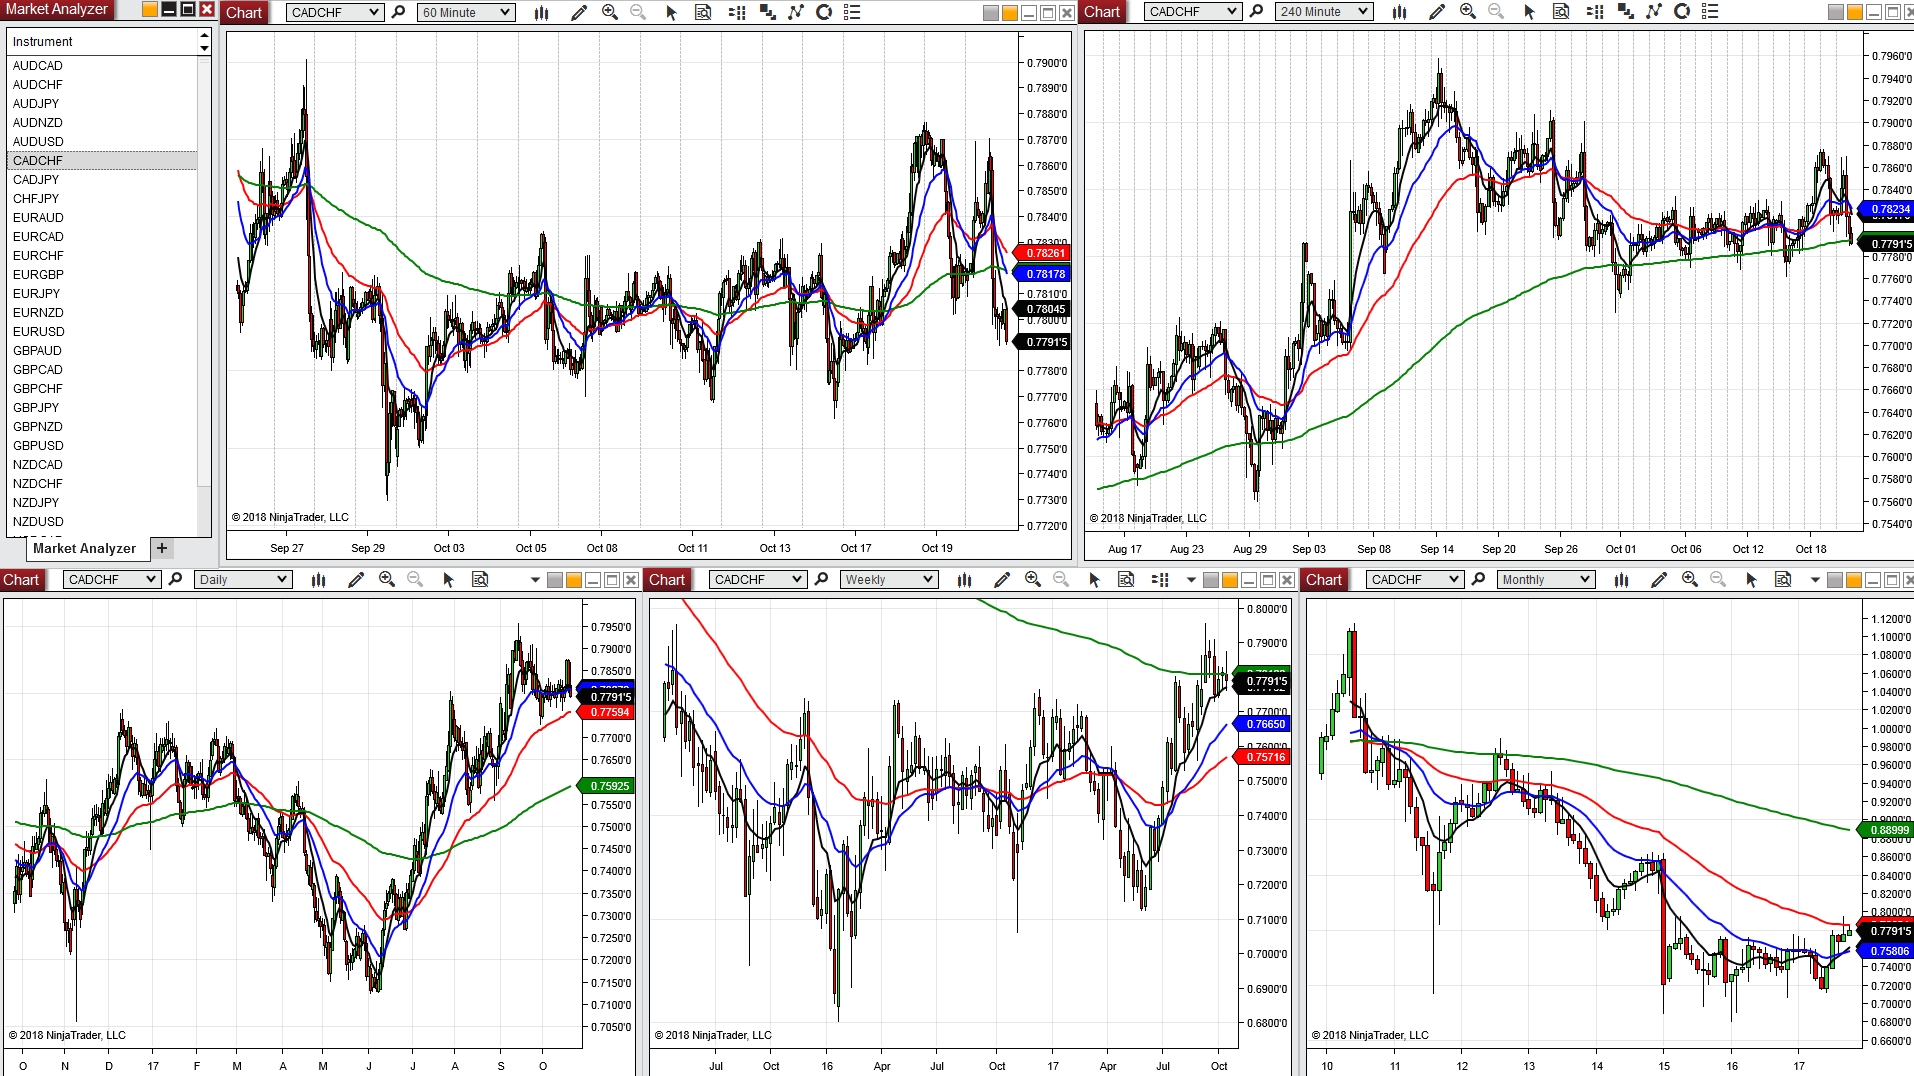 Market Analyzer
Instrument
AUDCAD
AUDCHF
AUDJPY
AUDNZD
AUDUSD
CADCHF
CADJPY
CHFJPY
EURAUD
EURCAD
EURCHF
EURGBP
EURJPY
EURNZD
EURUSD
GBPAUD
GBPCAD
GBPCHF
GBPJPY
GBPNZD
GBPUSD
NZDCAD
NZDCHF
NZDJPY
NZDUSD
Market Analyzer +
Chart CADCHF 60 Minute
0.7900'0
0.7890'0
0.7880'0
0.7870'0
0.7860'0
0.7850'0
0.7840'0
0.7830'0
0.78261
0.78178
0.7810'0
0.78045
0.7800'0
0.7791'5
0.7780'0
0.7770'0
0.7760'0
0.7750'0
0.7740'0
0.7730'0
0.7720'0
© 2018 NinjaTrader, LLC
Sep 27 Sep 29 Oct 03 Oct 05 Oct 08 Oct 11 Oct 13 Oct 17 Oct 19
Chart CADCHF 240 Minute
0.7960'0
0.7940'0
0.7920'0
0.7900'0
0.7880'0
0.7860'0
0.7840'0
0.78234
0.7791'5
0.7780'0
0.7760'0
0.7740'0
0.7720'0
0.7700'0
0.7680'0
0.7660'0
0.7640'0
0.7620'0
0.7600'0
0.7580'0
0.7560'0
0.7540'0
© 2018 NinjaTrader, LLC
Aug 17 Aug 23 Aug 29 Sep 03 Sep 08 Sep 14 Sep 20 Sep 26 Oct 01 Oct 06 Oct 12 Oct 18
Chart CADCHF Daily
0.7950'0
0.7900'0
0.7850'0
0.7791'5
0.77594
0.7700'0
0.7650'0
0.75925
0.7550'0
0.7500'0
0.7450'0
0.7400'0
0.7350'0
0.7300'0
0.7250'0
0.7200'0
0.7150'0
0.7100'0
0.7050'0
© 2018 NinjaTrader, LLC
O N D 17 F M A M J J A S O
Chart CADCHF Weekly
0.8000'0
0.7900'0
0.7791'5
0.7700'0
0.76650
0.7600'0
0.75716
0.7500'0
0.7400'0
0.7300'0
0.7200'0
0.7100'0
0.7000'0
0.6900'0
0.6800'0
© 2018 NinjaTrader, LLC
Jul Oct 16 Apr Jul Oct 17 Apr Jul Oct
Chart CADCHF Monthly
1.1200'0
1.1000'0
1.0800'0
1.0600'0
1.0400'0
1.0200'0
1.0000'0
0.9800'0
0.9600'0
0.9400'0
0.9200'0
0.9000'0
0.88999
0.8600'0
0.8400'0
0.8200'0
0.8000'0
0.7791'5
0.75806
0.7400'0
0.7200'0
0.7000'0
0.6800'0
0.6600'0
© 2018 NinjaTrader, LLC
10 11 12 13 14 15 16 17